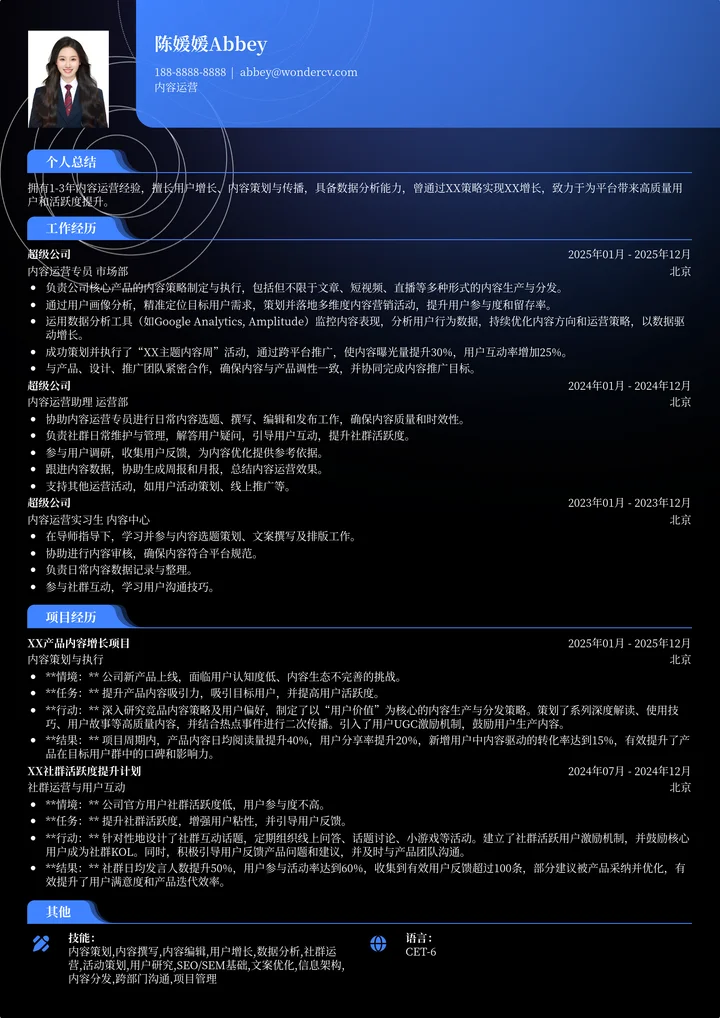 陈媛媛Abbey
188-8888-8888 | abbey@wondercv.com
内容运营
个人总结
拥有1-3年内容运营经验，擅长用户增长、内容策划与传播，具备数据分析能力，曾通过XX策略实现XX增长，致力于为平台带来高质量用
户和活跃度提升。
工作经历
超级公司 2025年01月 - 2025年12月
内容运营专员 市场部 北京
• 负责公司核心产品的内容策略制定与执行，包括但不限于文章、短视频、直播等多种形式的内容生产与分发。
• 通过用户画像分析，精准定位目标用户需求，策划并落地多维度内容营销活动，提升用户参与度和留存率。
• 运用数据分析工具（如Google Analytics, Amplitude）监控内容表现，分析用户行为数据，持续优化内容方向和运营策略，以数据驱
动增长。
• 成功策划并执行了“XX主题内容周”活动，通过跨平台推广，使内容曝光量提升30%，用户互动率增加25%。
• 与产品、设计、推广团队紧密合作，确保内容与产品调性一致，并协同完成内容推广目标。
超级公司 2024年01月 - 2024年12月
内容运营助理 运营部 北京
• 协助内容运营专员进行日常内容选题、撰写、编辑和发布工作，确保内容质量和时效性。
• 负责社群日常维护与管理，解答用户疑问，引导用户互动，提升社群活跃度。
• 参与用户调研，收集用户反馈，为内容优化提供参考依据。
• 跟进内容数据，协助生成周报和月报，总结内容运营效果。
• 支持其他运营活动，如用户活动策划、线上推广等。
超级公司 2023年01月 - 2023年12月
内容运营实习生 内容中心 北京
• 在导师指导下，学习并参与内容选题策划、文案撰写及排版工作。
• 协助进行内容审核，确保内容符合平台规范。
• 负责日常内容数据记录与整理。
• 参与社群互动，学习用户沟通技巧。
项目经历
XX产品内容增长项目 2025年01月 - 2025年12月
内容策划与执行 北京
• **情境：** 公司新产品上线，面临用户认知度低、内容生态不完善的挑战。
• **任务：** 提升产品内容吸引力，吸引目标用户，并提高用户活跃度。
• **行动：** 深入研究竞品内容策略及用户偏好，制定了以“用户价值”为核心的内容生产与分发策略。策划了系列深度解读、使用技
巧、用户故事等高质量内容，并结合热点事件进行二次传播。引入了用户UGC激励机制，鼓励用户生产内容。
• **结果：** 项目周期内，产品内容日均阅读量提升40%，用户分享率提升20%，新增用户中内容驱动的转化率达到15%，有效提升了产
品在目标用户群中的口碑和影响力。
XX社群活跃度提升计划 2024年07月 - 2024年12月
社群运营与用户互动 北京
• **情境：** 公司官方用户社群活跃度低，用户参与度不高。
• **任务：** 提升社群活跃度，增强用户粘性，并引导用户反馈。
• **行动：** 针对性地设计了社群互动话题，定期组织线上问答、话题讨论、小游戏等活动。建立了社群活跃用户激励机制，并鼓励核心
用户成为社群KOL。同时，积极引导用户反馈产品问题和建议，并及时与产品团队沟通。
• **结果：** 社群日均发言人数提升50%，用户参与活动率达到60%，收集到有效用户反馈超过100条，部分建议被产品采纳并优化，有
效提升了用户满意度和产品迭代效率。
其他
技能：
内容策划,内容撰写,内容编辑,用户增长,数据分析,社群运
营,活动策划,用户研究,SEO/SEM基础,文案优化,信息架构,
内容分发,跨部门沟通,项目管理
语言：
CET-6